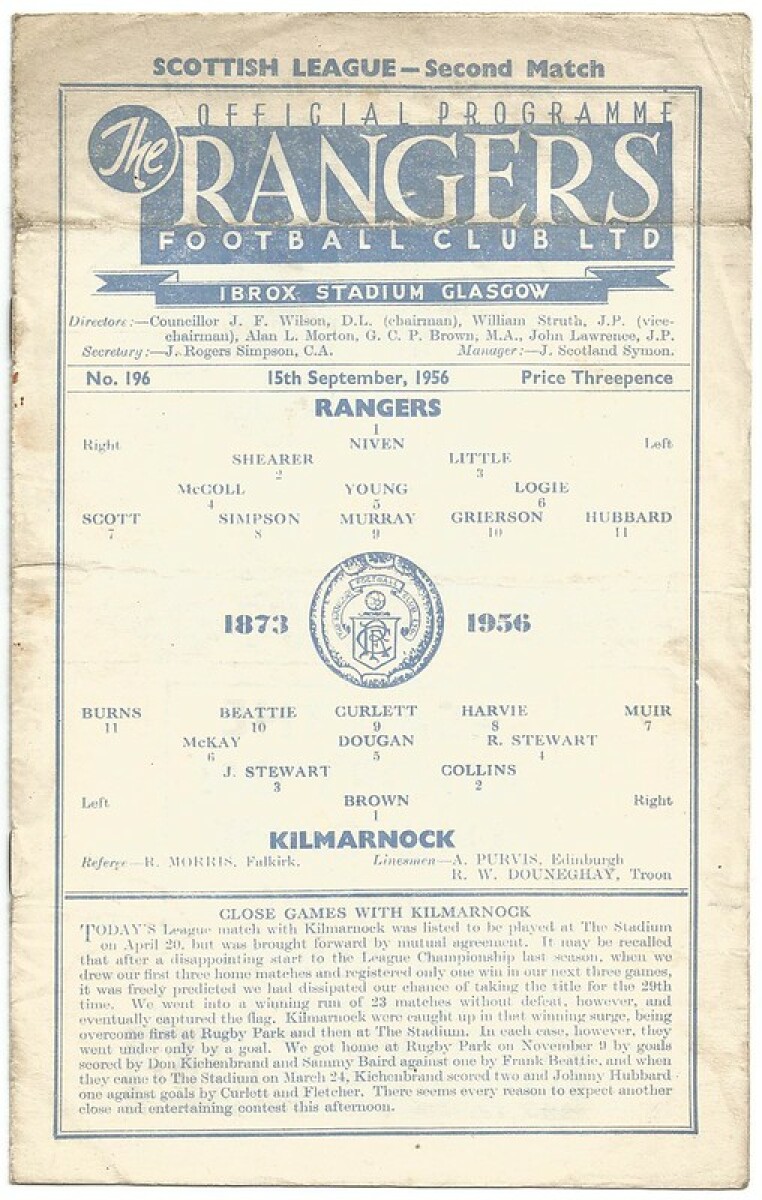 SCOTTISH LEAGUE — Second Match
OFFICIAL PROGRAMME
The RANGERS
FOOTBALL CLUB LTD
IBROX STADIUM GLASGOW
Directors:—Councillor J. F. Wilson, D.L. (chairman), William Struth, J.P. (vice-
chairman), Alan L. Morton, G. C. P. Brown, M.A., John Lawrence, J.P.
Secretary:—J. Rogers Simpson, C.A. Manager:—J. Scotland Symon.
No. 196 15th September, 1956 Price Threepence
RANGERS
1
Right NIVEN Left
SHEARER LITTLE
2 3
McCOLL YOUNG LOGIE
4 5 6
SCOTT SIMPSON MURRAY GRIERSON HUBBARD
7 8 9 10 11
1873 1956
FOOTBALL
BURNS BEATTIE CURLETT HARVIE MUIR
11 10 9 8 7
McKAY DOUGAN R. STEWART
6 5 4
J. STEWART COLLINS
3 2
Left BROWN Right
1
KILMARNOCK
Referee—R. MORRIS, Falkirk. Linesmen—A. PURVIS, Edinburgh
R. W. DOUNEGHAY, Troon
CLOSE GAMES WITH KILMARNOCK
TODAY'S League match with Kilmarnock was listed to be played at The Stadium
on April 20, but was brought forward by mutual agreement. It may be recalled
that after a disappointing start to the League Championship last season, when we
drew our first three home matches and registered only one win in our next three games,
it was freely predicted we had dissipated our chance of taking the title for the 29th
time. We went into a winning run of 23 matches without defeat, however, and
eventually captured the flag. Kilmarnock were caught up in that winning surge, being
overcome first at Rugby Park and then at The Stadium. In each case, however, they
went under only by a goal. We got home at Rugby Park on November 9 by goals
scored by Don Kichenbrand and Sammy Baird against one by Frank Beattie, and when
they came to The Stadium on March 24, Kichenbrand scored two and Johnny Hubbard
one against goals by Curlett and Fletcher. There seems every reason to expect another
close and entertaining contest this afternoon.